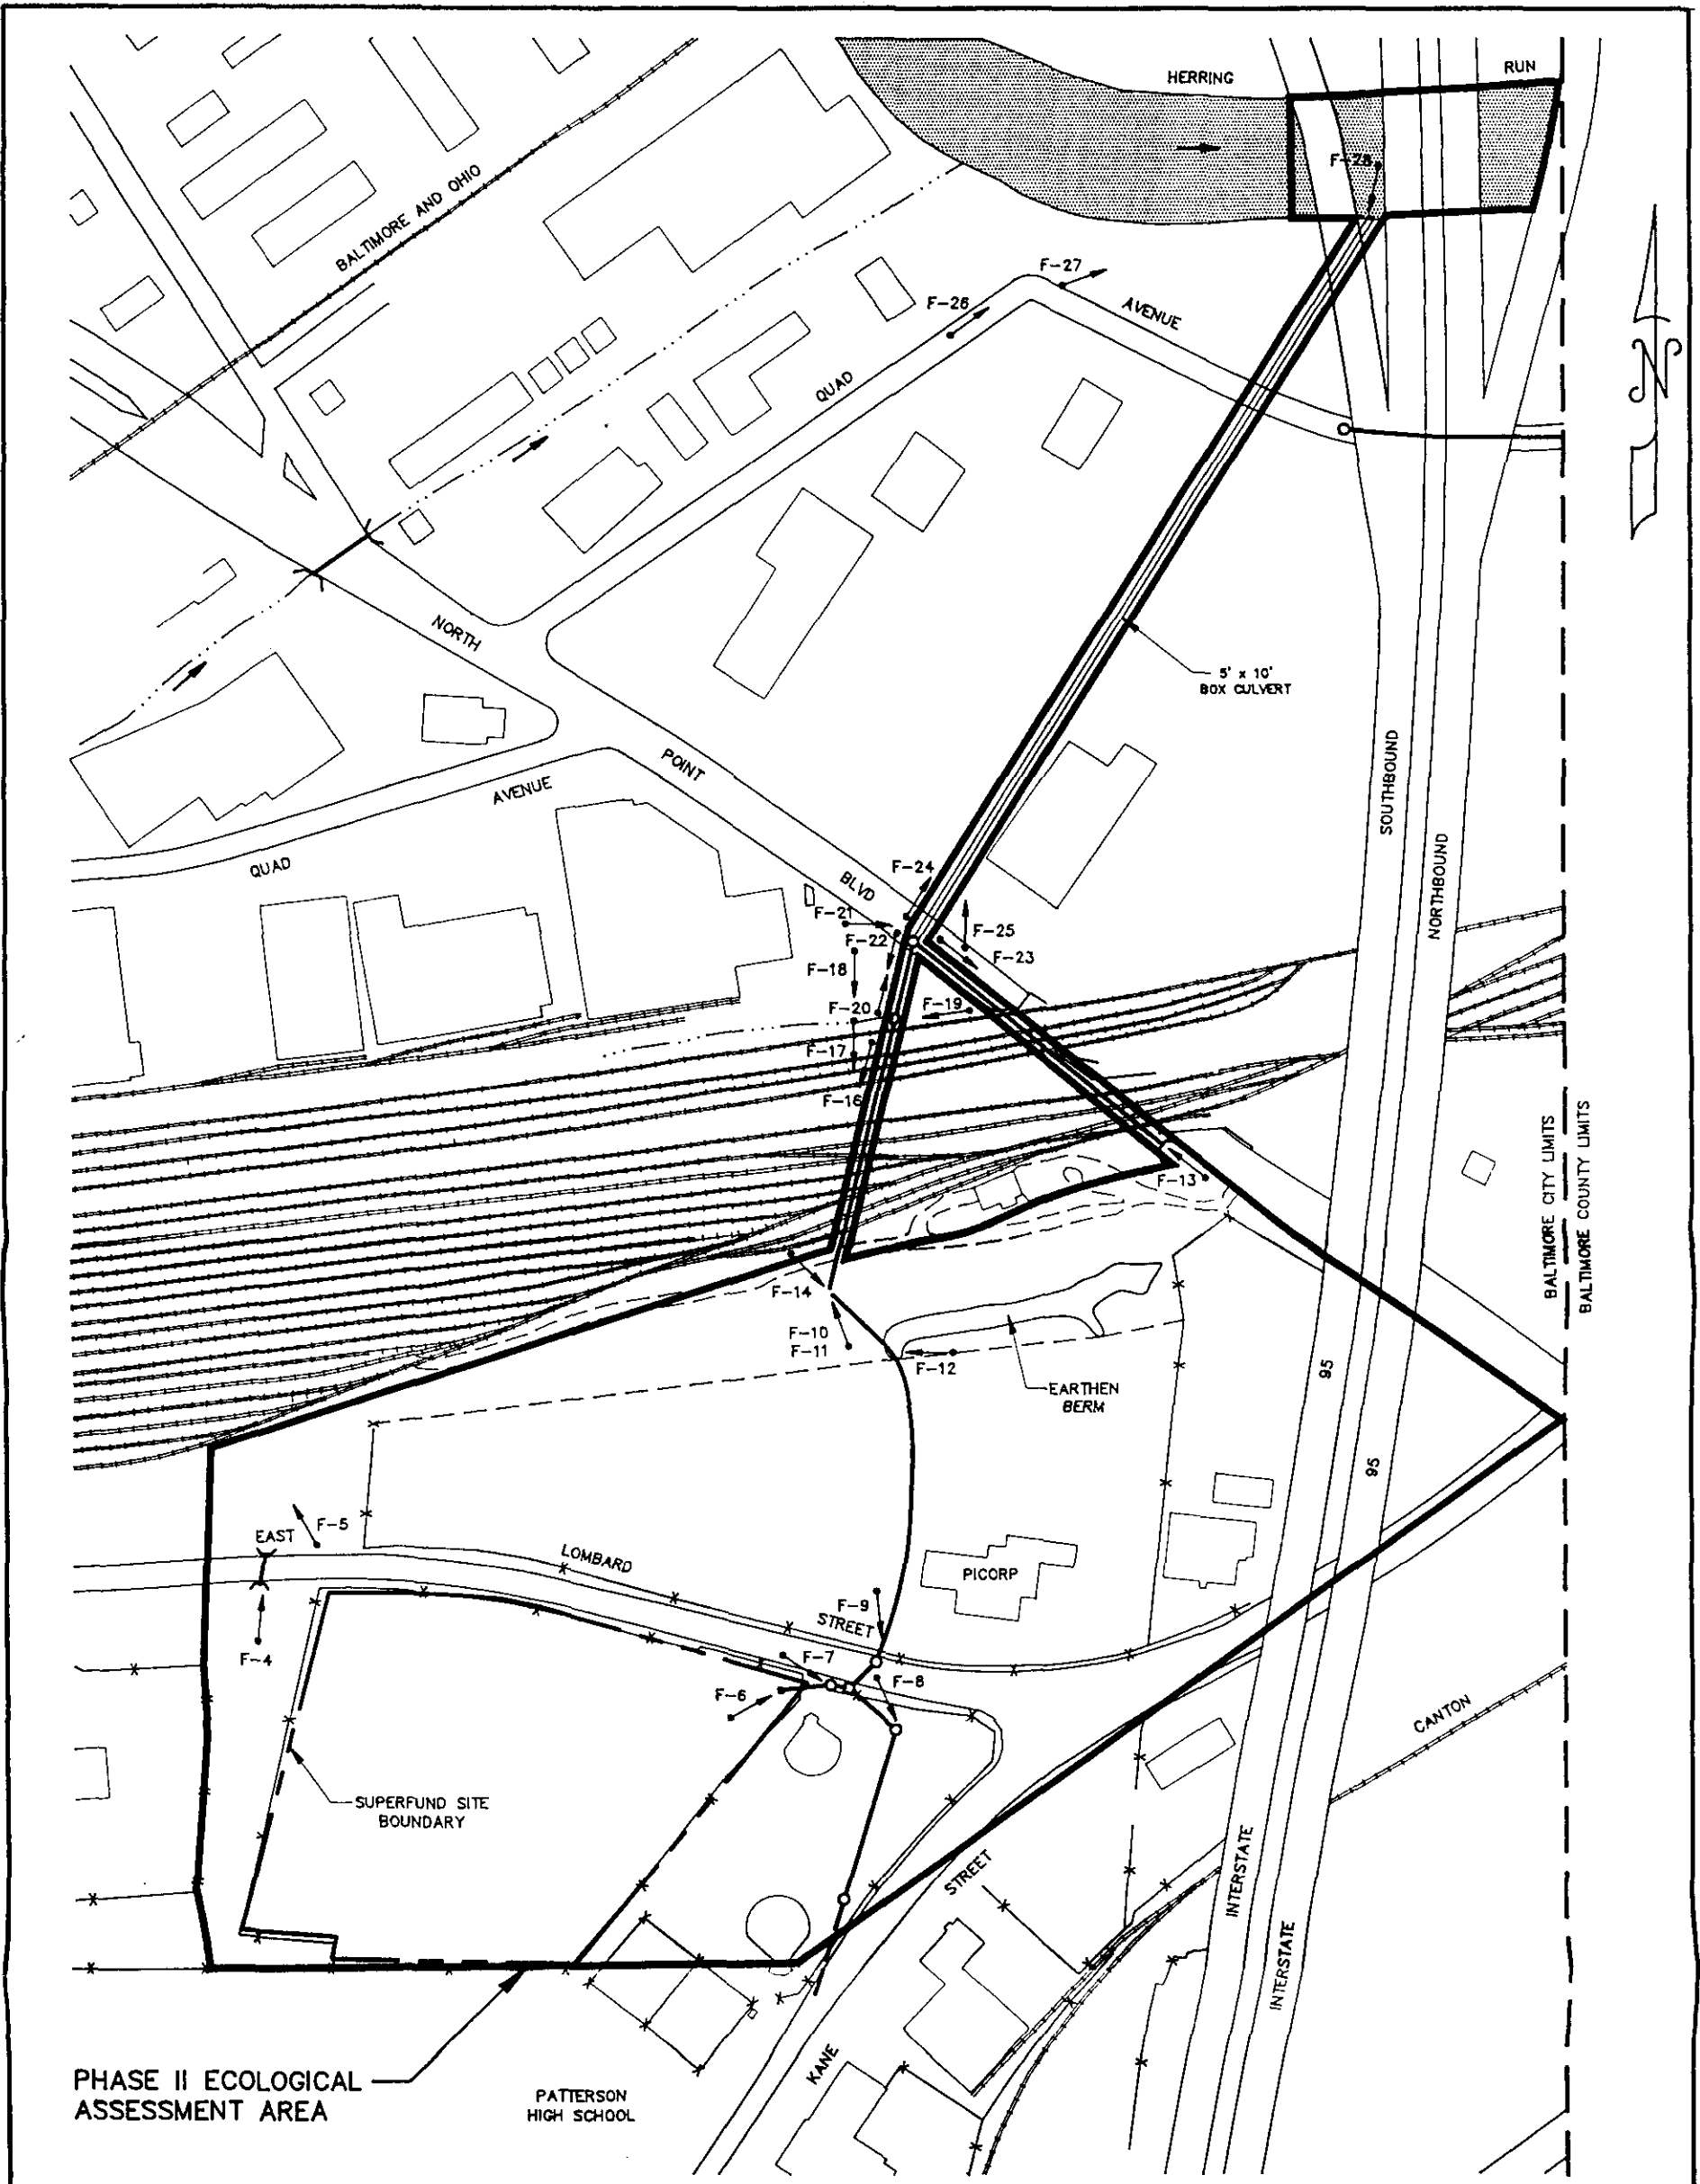 HERRING
RUN
F-28
BALTIMORE AND OHIO
F-27
F-26
AVENUE
QUAD
NORTH
5' x 10'
BOX CULVERT
POINT
SOUTHBOUND
AVENUE
NORTHBOUND
QUAD
F-24
BLVD
F-21
F-25
F-22
F-23
F-18
F-20
F-19
F-17
F-16
BALTIMORE CITY LIMITS
BALTIMORE COUNTY LIMITS
F-13
F-14
F-10
F-11
F-12
EARTHEN
BERM
95
95
F-5
EAST
LOMBARD
PICORP
F-9
STREET
F-4
F-7
F-8
F-6
CANTON
SUPERFUND SITE
BOUNDARY
STREET
INTERSTATE
INTERSTATE
KANE
PHASE II ECOLOGICAL
ASSESSMENT AREA
PATTERSON
HIGH SCHOOL
N